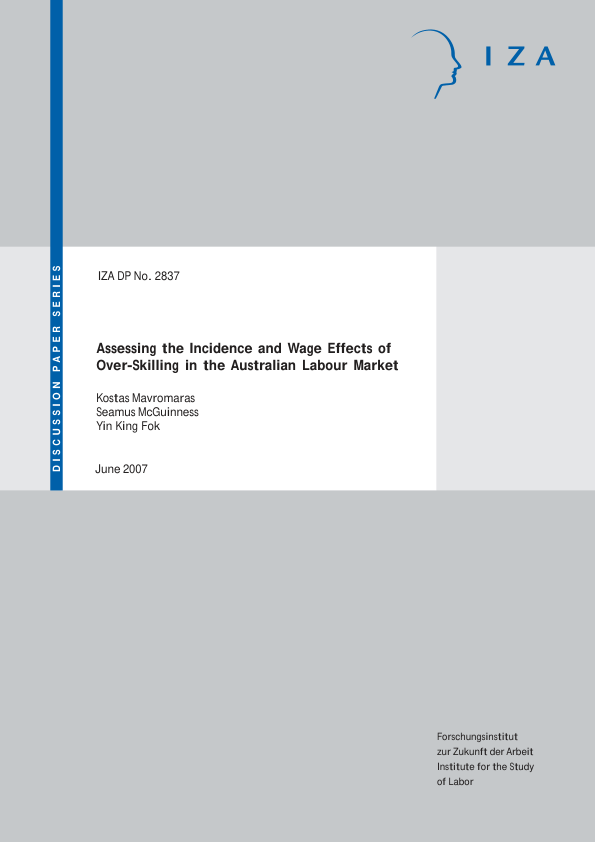 IZA
DISCUSSION PAPER SERIES
IZA DP No. 2837
Assessing the Incidence and Wage Effects of
Over-Skilling in the Australian Labour Market
Kostas Mavromaras
Seamus McGuinness
Yin King Fok
June 2007
Forschungsinstitut
zur Zukunft der Arbeit
Institute for the Study
of Labor